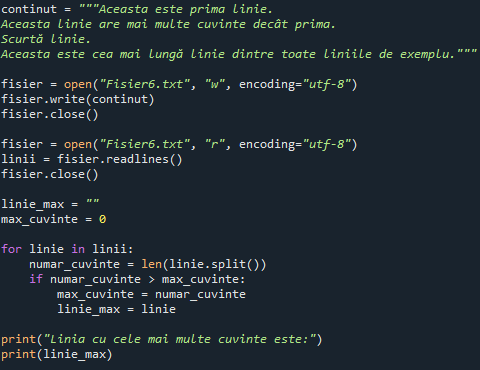 continut = """Aceasta este prima linie.
Aceasta linie are mai multe cuvinte decât prima.
Scurtă linie.
Aceasta este cea mai lungă linie dintre toate liniile de exemplu."""
fisier = open("Fisier6.txt", "w", encoding="utf-8")
fisier.write(continut)
fisier.close()
fisier = open("Fisier6.txt", "r", encoding="utf-8")
linii = fisier.readlines()
fisier.close()
linie_max = ""
max_cuvinte = 0
for linie in linii:
    numar_cuvinte = len(linie.split())
    if numar_cuvinte > max_cuvinte:
        max_cuvinte = numar_cuvinte
        linie_max = linie
print("Linia cu cele mai multe cuvinte este:")
print(linie_max)